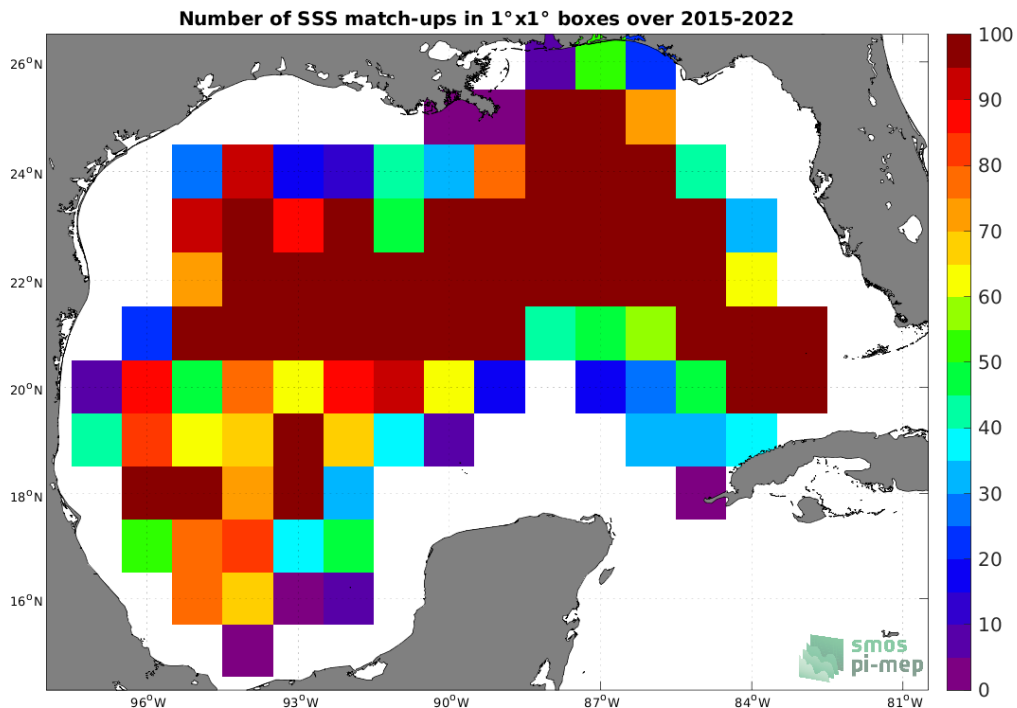 Number of SSS match-ups in 1°x1° boxes over 2015-2022
26°N
24°N
22°N
20°N
18°N
16°N
96°W
93°W
90°W
87°W
84°W
81°W
100
90
80
70
60
50
40
30
20
10
0
smos
pi-mep